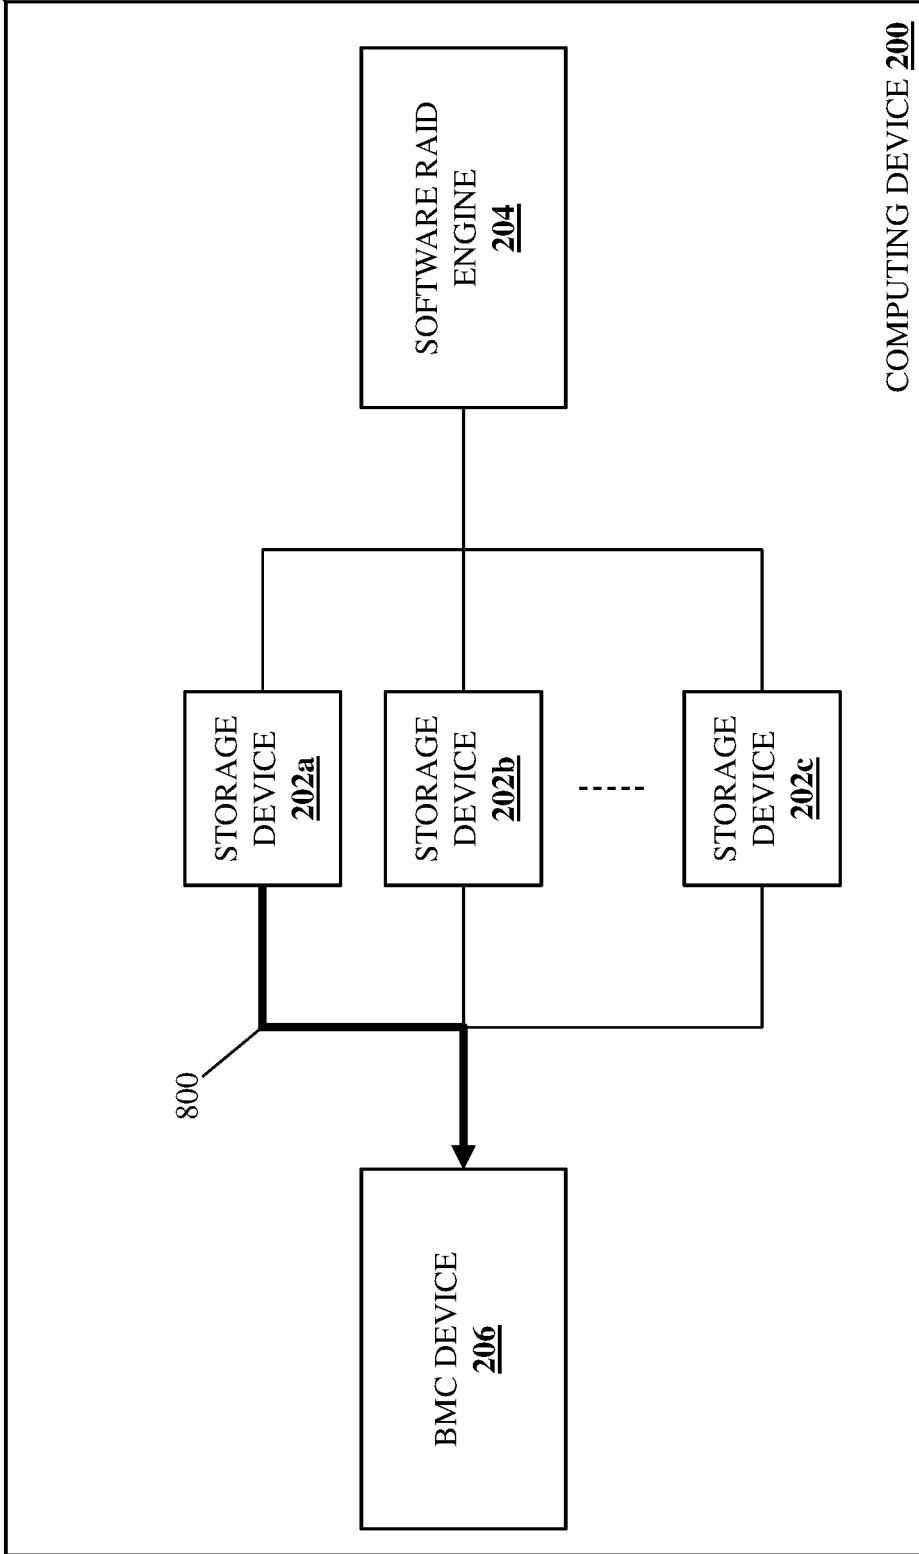 SOFTWARE RAID
ENGINE
204
STORAGE
DEVICE
202a
STORAGE
DEVICE
202b
STORAGE
DEVICE
202c
800
BMC DEVICE
206
COMPUTING DEVICE 200